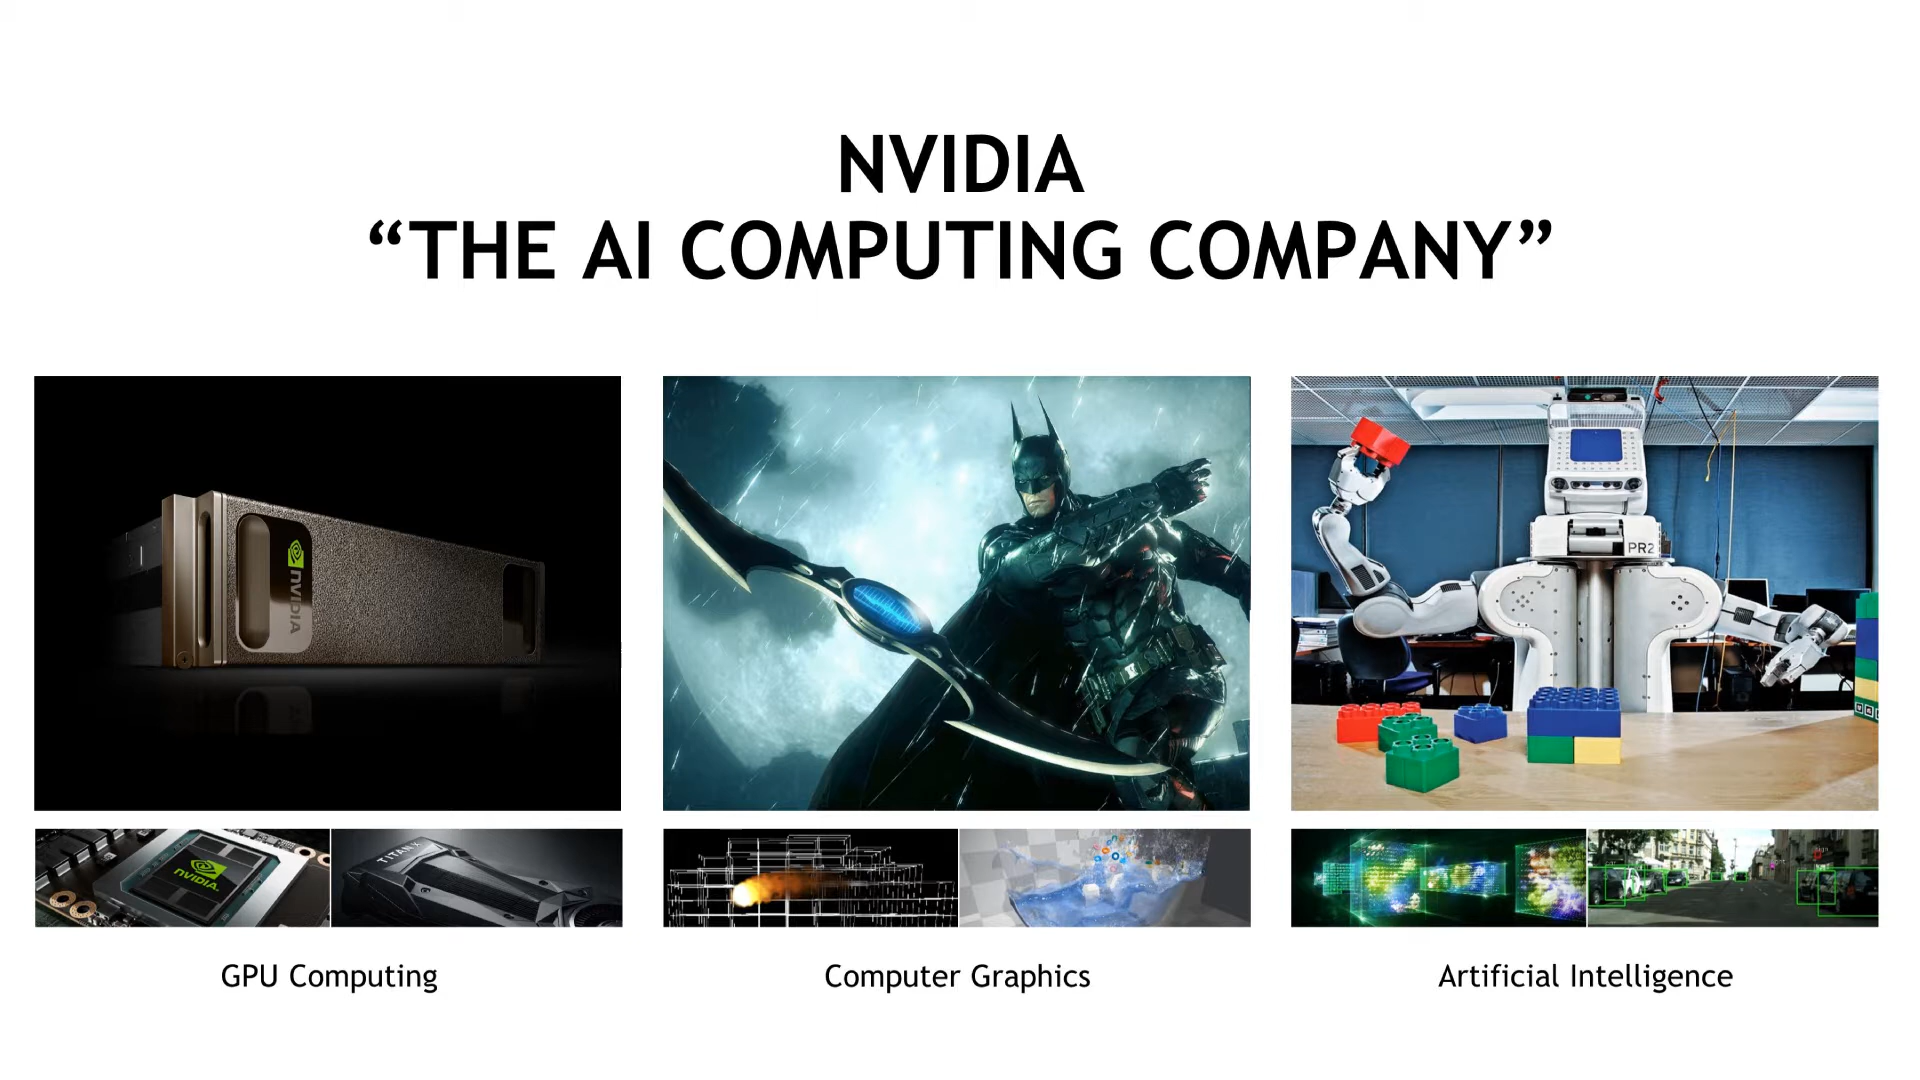 NVIDIA
“THE AI COMPUTING COMPANY”
NVIDIA
PR2
NVIDIA.
TITAN X
GPU Computing
Computer Graphics
Artificial Intelligence